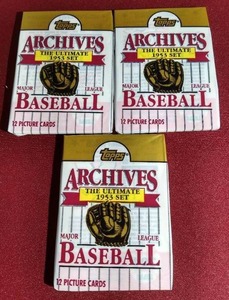 Topps
ARCHIVES
THE ULTIMATE
1953 SET
MAJOR LEAGUE
BASEBALL
12 PICTURE CARDS
Topps
ARCHIVES
THE ULTIMATE
1953 SET
MAJOR LEAGUE
BASEBALL
12 PICTURE CARDS
Topps
ARCHIVES
THE ULTIMATE
1953 SET
MAJOR LEAGUE
BASEBALL
12 PICTURE CARDS